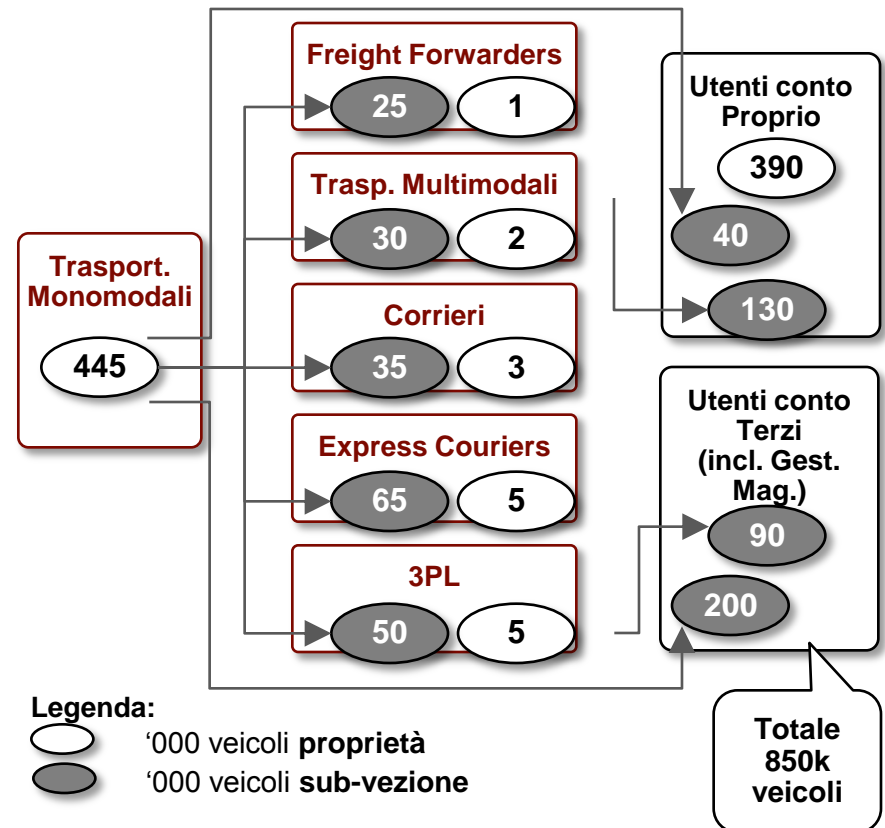 Freight Forwarders
25
1
Trasp. Multimodali
30
2
Trasport.
Monomodali
445
Corrieri
35
3
Express Couriers
65
5
3PL
50
5
Utenti conto
Proprio
390
40
130
Utenti conto
Terzi
(incl. Gest.
Mag.)
90
200
Totale
850k
veicoli
Legenda:
‘000 veicoli proprietà
‘000 veicoli sub-vezione